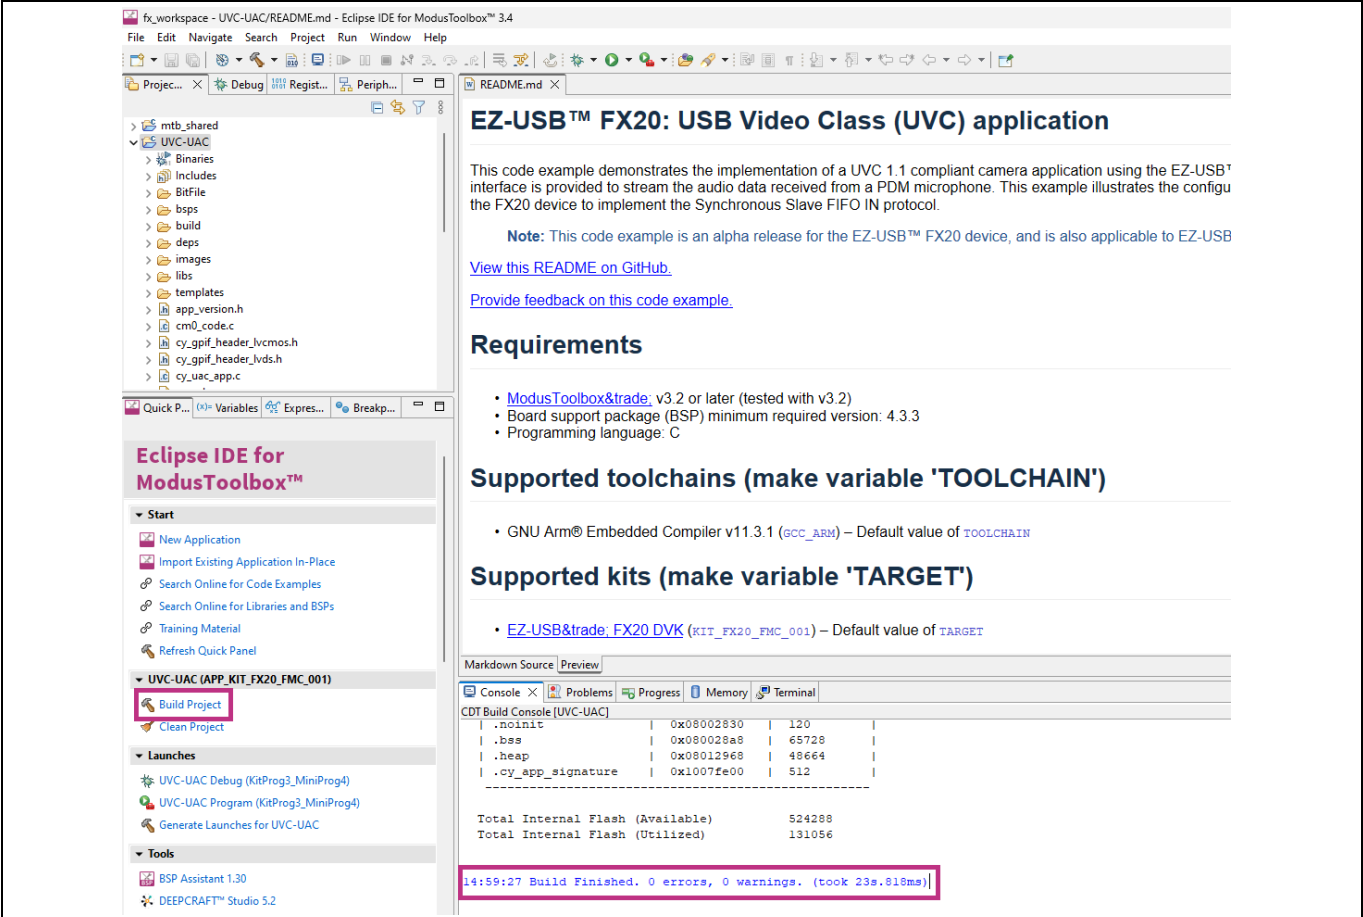 fx_workspace - UVC-UAC/README.md - Eclipse IDE for ModusToolbox™ 3.4
File Edit Navigate Search Project Run Window Help
Projec... Debug Regist... Periph...
mtb_shared
UVC-UAC
Binaries
Includes
BitFile
bsps
build
deps
images
libs
templates
app_version.h
cm0_code.c
cy_gpif_header_lvcmos.h
cy_gpif_header_lvds.h
cy_uac_app.c
Quick P... (x)= Variables Expres... Breakp...
Eclipse IDE for
ModusToolbox™
Start
New Application
Import Existing Application In-Place
Search Online for Code Examples
Search Online for Libraries and BSPs
Training Material
Refresh Quick Panel
UVC-UAC (APP_KIT_FX20_FMC_001)
Build Project
Clean Project
Launches
UVC-UAC Debug (KitProg3_MiniProg4)
UVC-UAC Program (KitProg3_MiniProg4)
Generate Launches for UVC-UAC
Tools
BSP Assistant 1.30
DEEPCRAFT™ Studio 5.2
README.md
EZ-USB™ FX20: USB Video Class (UVC) application
This code example demonstrates the implementation of a UVC 1.1 compliant camera application using the EZ-USB
interface is provided to stream the audio data received from a PDM microphone. This example illustrates the configu
the FX20 device to implement the Synchronous Slave FIFO IN protocol.
Note: This code example is an alpha release for the EZ-USB™ FX20 device, and is also applicable to EZ-USB
View this README on GitHub.
Provide feedback on this code example.
Requirements
• ModusToolbox&trade; v3.2 or later (tested with v3.2)
• Board support package (BSP) minimum required version: 4.3.3
• Programming language: C
Supported toolchains (make variable 'TOOLCHAIN')
• GNU Arm® Embedded Compiler v11.3.1 (GCC_ARM) – Default value of TOOLCHAIN
Supported kits (make variable 'TARGET')
• EZ-USB&trade; FX20 DVK (KIT_FX20_FMC_001) – Default value of TARGET
Markdown Source Preview
Console Problems Progress Memory Terminal
CDT Build Console [UVC-UAC]
| .noinit | 0x08002830 | 120 |
| .bss | 0x080028a8 | 65728 |
| .heap | 0x08012968 | 48664 |
| .cy_app_signature | 0x1007fe00 | 512 |
----------------------------------------------------
Total Internal Flash (Available) 524288
Total Internal Flash (Utilized) 131056
14:59:27 Build Finished. 0 errors, 0 warnings. (took 23s.818ms)